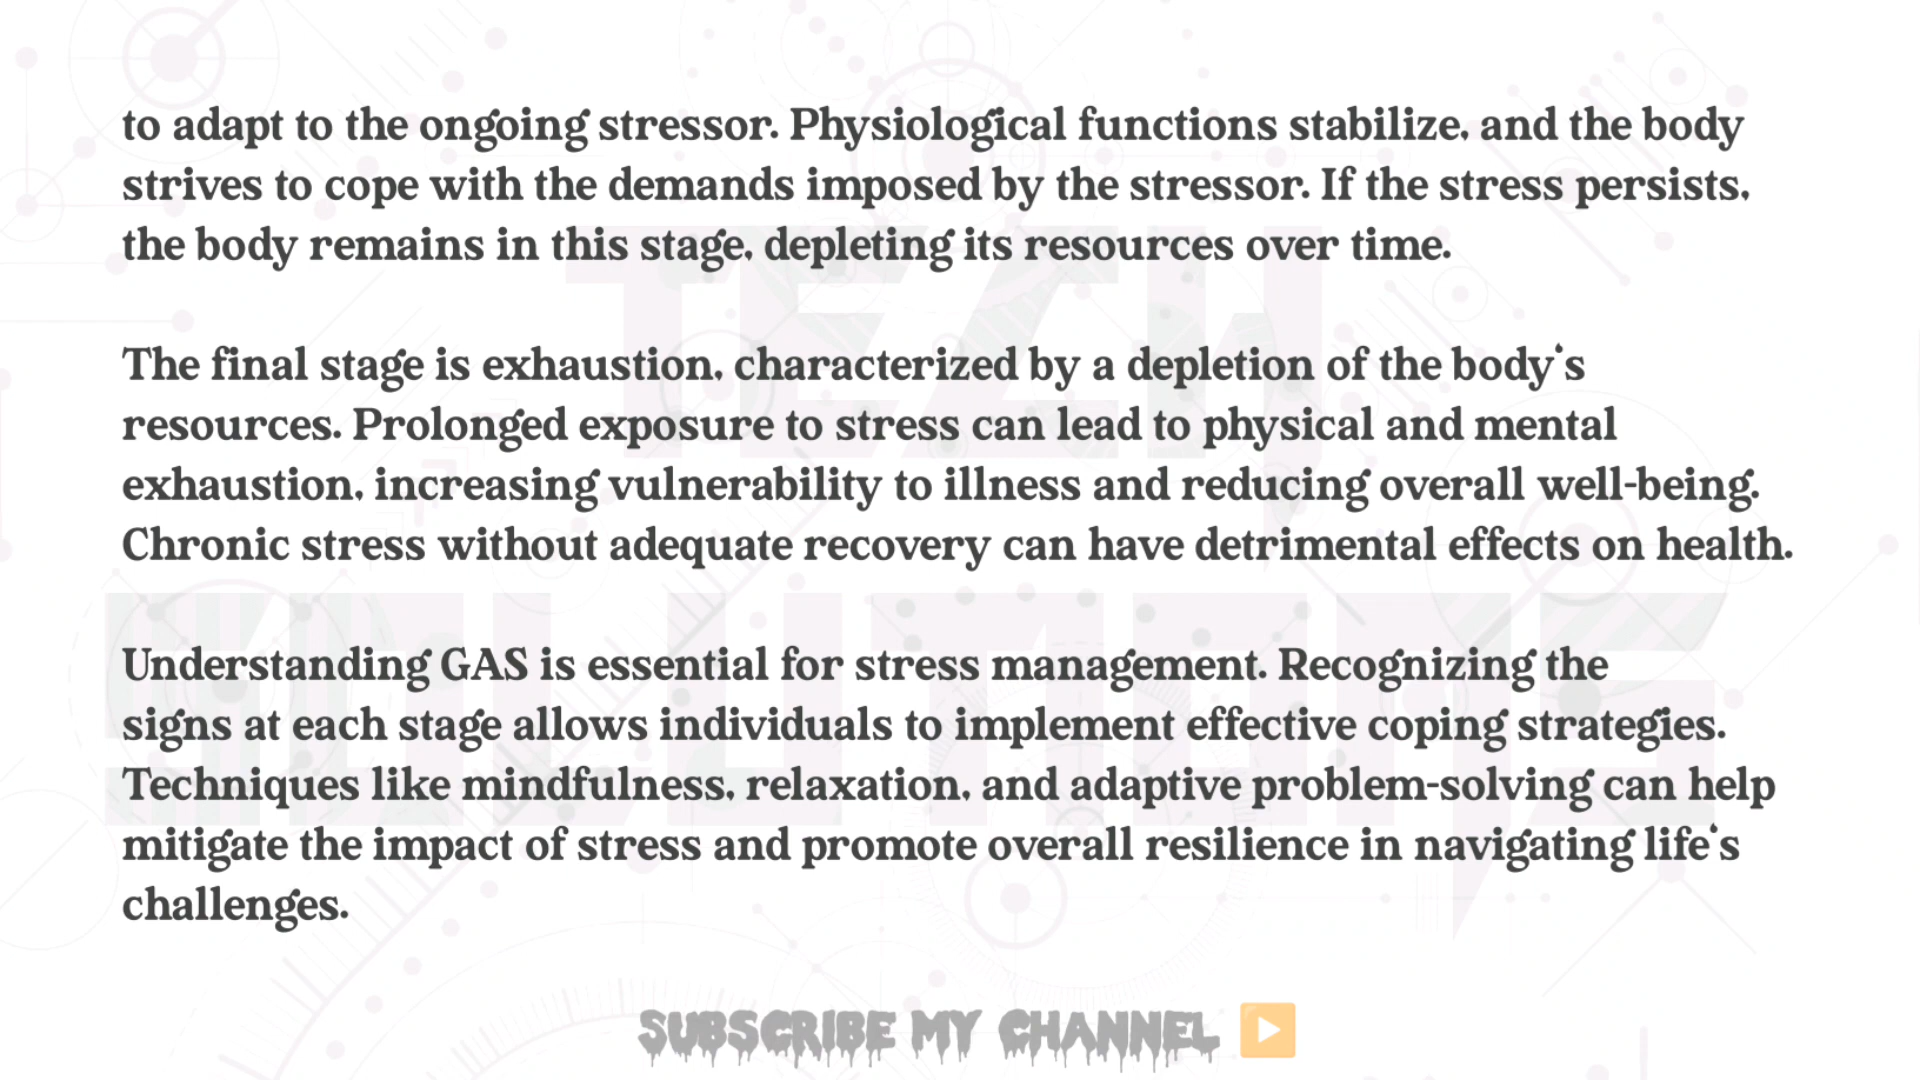 to adapt to the ongoing stressor. Physiological functions stabilize, and the body
strives to cope with the demands imposed by the stressor. If the stress persists,
the body remains in this stage, depleting its resources over time.
The final stage is exhaustion, characterized by a depletion of the body's
resources. Prolonged exposure to stress can lead to physical and mental
exhaustion, increasing vulnerability to illness and reducing overall well-being.
Chronic stress without adequate recovery can have detrimental effects on health.
Understanding GAS is essential for stress management. Recognizing the
signs at each stage allows individuals to implement effective coping strategies.
Techniques like mindfulness, relaxation, and adaptive problem-solving can help
mitigate the impact of stress and promote overall resilience in navigating life's
challenges.
TECH
SOLUTIONS
SUBSCRIBE MY CHANNEL